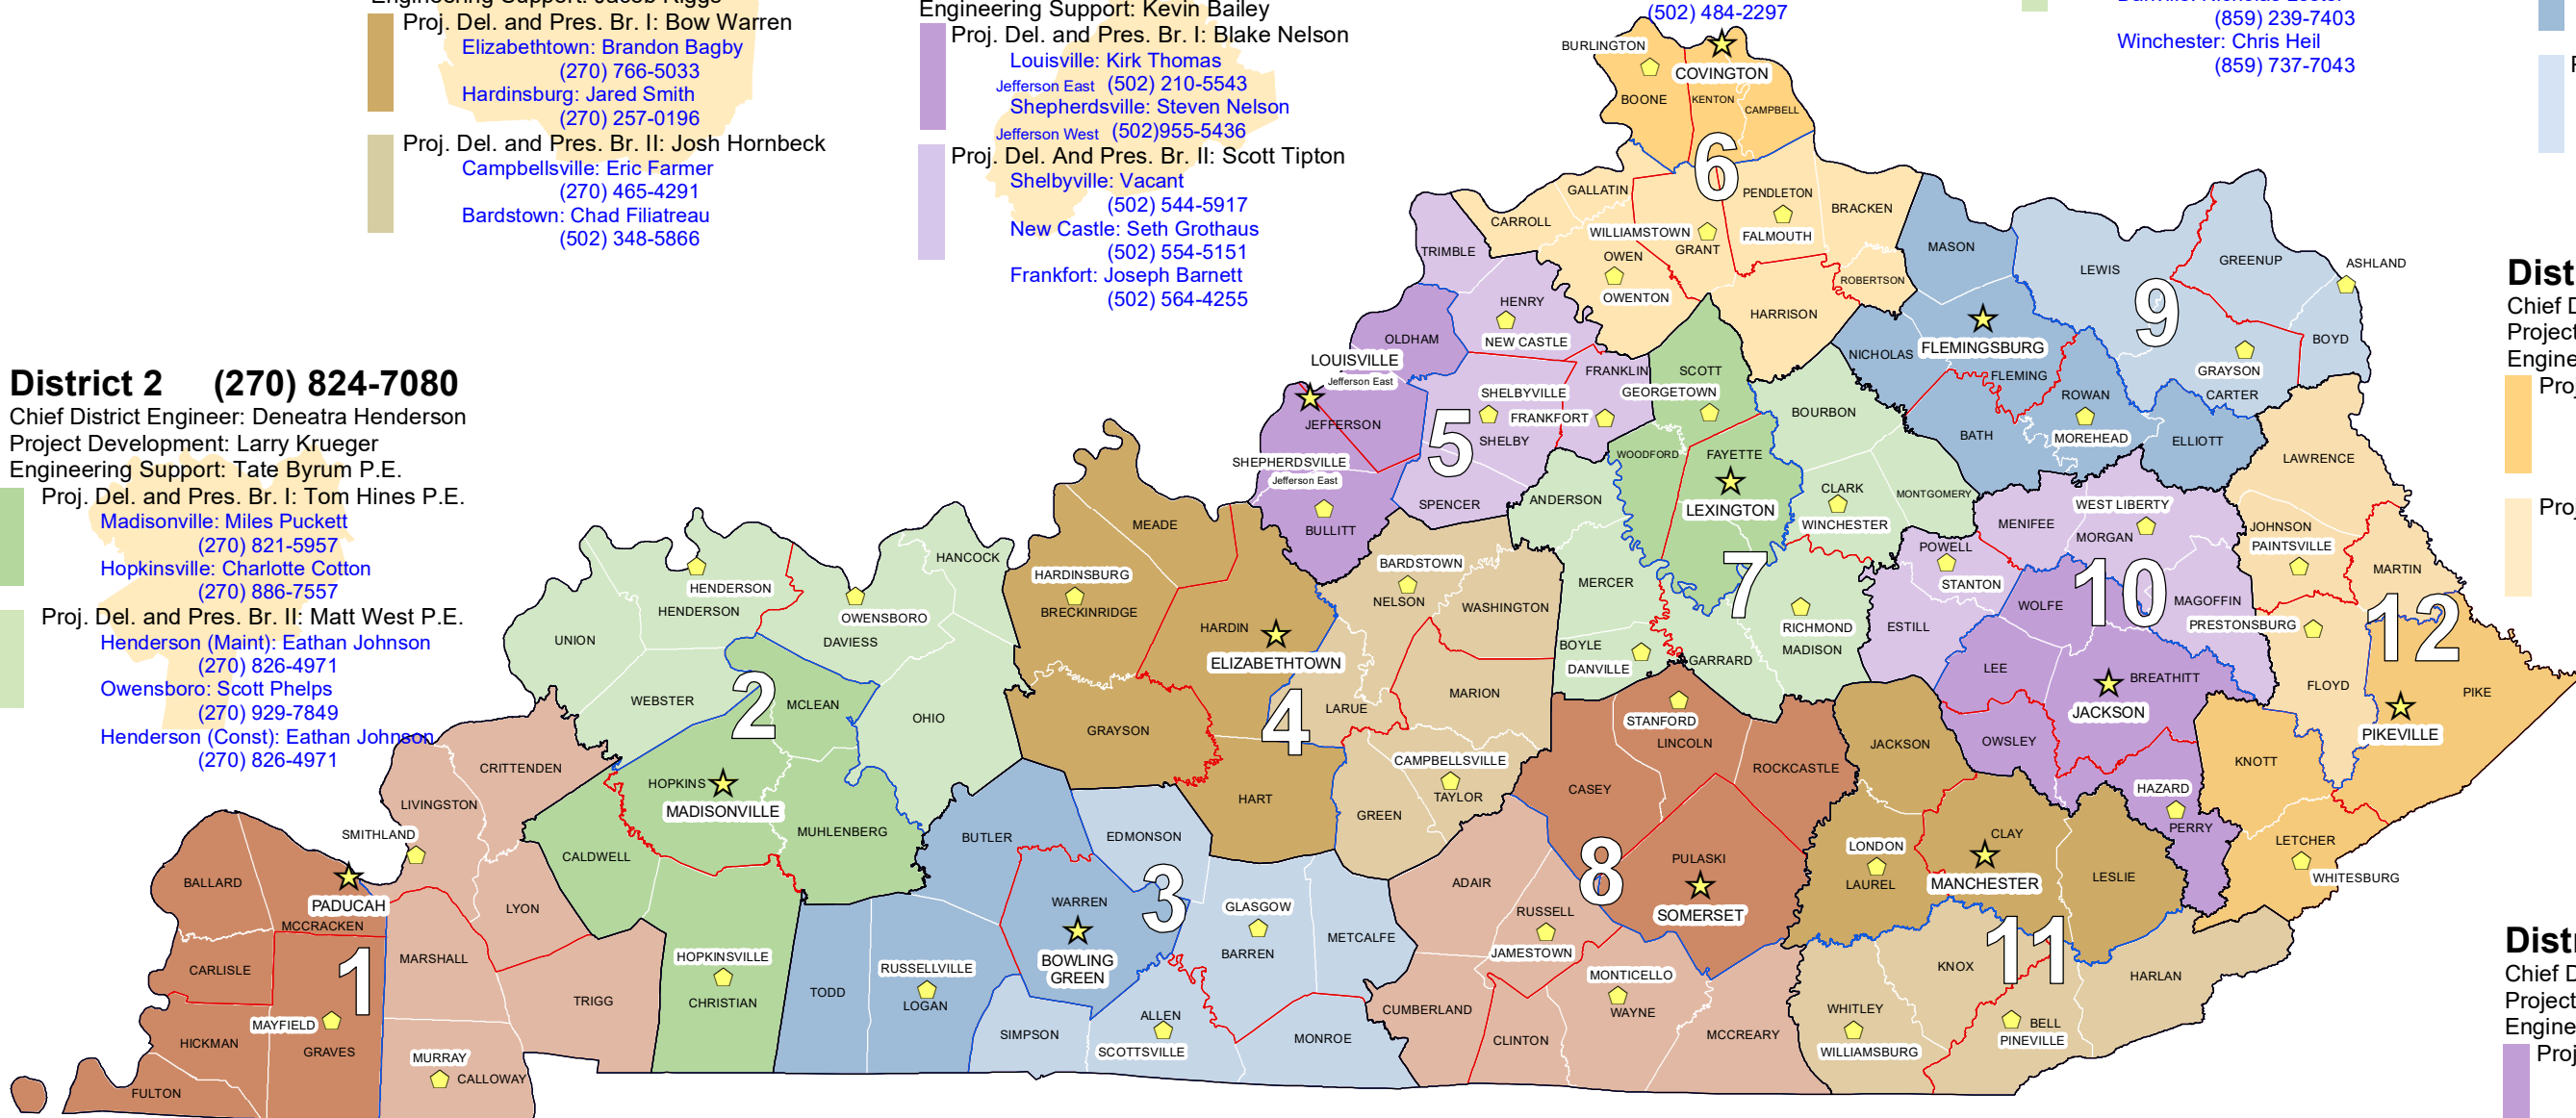 Proj. Del. and Pres. Br. I: Bow Warren
Elizabethtown: Brandon Bagby
(270) 766-5033
Hardinsburg: Jared Smith
(270) 257-0196
Proj. Del. and Pres. Br. II: Josh Hornbeck
Campbellsville: Eric Farmer
(270) 465-4291
Bardstown: Chad Filiatreau
(502) 348-5866
Engineering Support: Kevin Bailey
Proj. Del. and Pres. Br. I: Blake Nelson
Louisville: Kirk Thomas
Jefferson East (502) 210-5543
Shepherdsville: Steven Nelson
Jefferson West (502)955-5436
Proj. Del. And Pres. Br. II: Scott Tipton
Shelbyville: Vacant
(502) 544-5917
New Castle: Seth Grothaus
(502) 554-5151
Frankfort: Joseph Barnett
(502) 564-4255
(502) 484-2297
(859) 239-7403
Winchester: Chris Heil
(859) 737-7043
District 2 (270) 824-7080
Chief District Engineer: Deneatra Henderson
Project Development: Larry Krueger
Engineering Support: Tate Byrum P.E.
Proj. Del. and Pres. Br. I: Tom Hines P.E.
Madisonville: Miles Puckett
(270) 821-5957
Hopkinsville: Charlotte Cotton
(270) 886-7557
Proj. Del. and Pres. Br. II: Matt West P.E.
Henderson (Maint): Eathan Johnson
(270) 826-4971
Owensboro: Scott Phelps
(270) 929-7849
Henderson (Const): Eathan Johnson
(270) 826-4971
BURLINGTON
COVINGTON
BOONE
KENTON
CAMPBELL
6
GALLATIN
PENDLETON
CARROLL
BRACKEN
WILLIAMSTOWN
FALMOUTH
GRANT
OWEN
OWENTON
ROBERTSON
HARRISON
TRIMBLE
HENRY
NEW CASTLE
OLDHAM
LOUISVILLE
Jefferson East
JEFFERSON
SHELBYVILLE
FRANKLIN
FRANKFORT
5
SHELBY
SHEPHERDSVILLE
Jefferson East
SPENCER
BULLITT
MASON
LEWIS
GREENUP
ASHLAND
9
FLEMINGSBURG
NICHOLAS
FLEMING
BOYD
GRAYSON
CARTER
ROWAN
MOREHEAD
BATH
ELLIOTT
SCOTT
GEORGETOWN
BOURBON
WOODFORD
FAYETTE
LEXINGTON
ANDERSON
CLARK
WINCHESTER
MONTGOMERY
MERCER
7
RICHMOND
MADISON
BOYLE
DANVILLE
GARRARD
LAWRENCE
JOHNSON
PAINTSVILLE
MARTIN
PRESTONSBURG
12
FLOYD
PIKE
PIKEVILLE
KNOTT
LETCHER
WHITESBURG
WEST LIBERTY
MENIFEE
MORGAN
POWELL
STANTON
10
WOLFE
MAGOFFIN
ESTILL
LEE
BREATHITT
JACKSON
OWSLEY
HAZARD
PERRY
HANCOCK
HENDERSON
HENDERSON
OWENSBORO
DAVIESS
UNION
WEBSTER
2
MCLEAN
OHIO
HOPKINS
MADISONVILLE
MUHLENBERG
CALDWELL
HOPKINSVILLE
CHRISTIAN
MEADE
HARDINSBURG
BRECKINRIDGE
HARDIN
ELIZABETHTOWN
GRAYSON
4
LARUE
HART
BARDSTOWN
NELSON
WASHINGTON
MARION
CAMPBELLSVILLE
TAYLOR
GREEN
CRITTENDEN
LIVINGSTON
SMITHLAND
BALLARD
PADUCAH
MCCRACKEN
LYON
CARLISLE
1
MARSHALL
TRIGG
MAYFIELD
HICKMAN
GRAVES
MURRAY
CALLOWAY
FULTON
BUTLER
EDMONSON
3
WARREN
BOWLING
GREEN
GLASGOW
BARREN
METCALFE
TODD
RUSSELLVILLE
LOGAN
SIMPSON
ALLEN
SCOTTSVILLE
MONROE
STANFORD
LINCOLN
CASEY
ROCKCASTLE
8
PULASKI
SOMERSET
ADAIR
RUSSELL
JAMESTOWN
MONTICELLO
WAYNE
CUMBERLAND
CLINTON
MCCREARY
JACKSON
LONDON
LAUREL
CLAY
MANCHESTER
LESLIE
11
KNOX
HARLAN
WHITLEY
WILLIAMSBURG
BELL
PINEVILLE
Dist
Chief D
Project
Engine
Proj
Proj
Dist
Chief D
Project
Engine
Proj